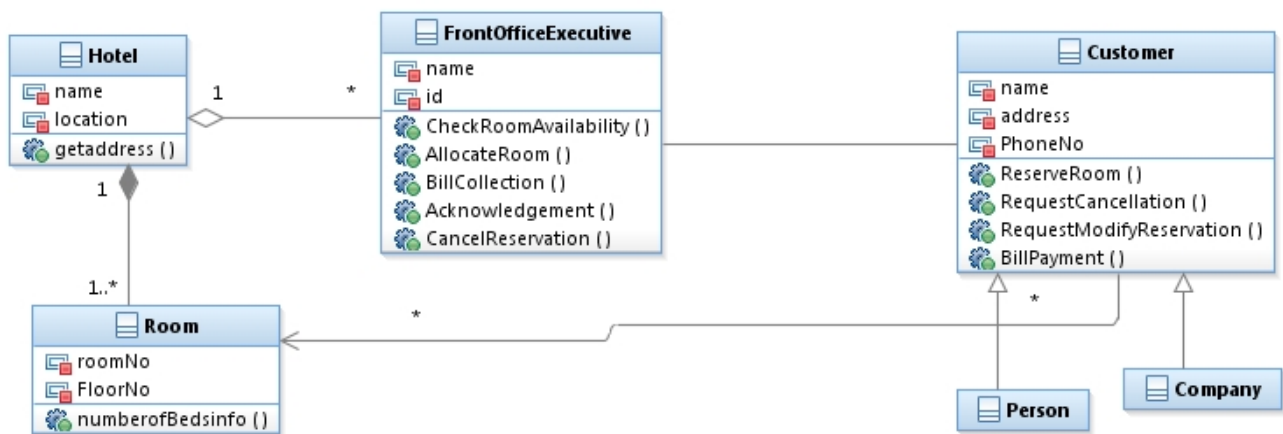 Hotel
name
location
getaddress ( )
1
*
FrontOfficeExecutive
name
id
CheckRoomAvailability ( )
AllocateRoom ( )
BillCollection ( )
Acknowledgement ( )
CancelReservation ( )
Customer
name
address
PhoneNo
ReserveRoom ( )
RequestCancellation ( )
RequestModifyReservation ( )
BillPayment ( )
1
1..*
*
*
Room
roomNo
FloorNo
numberofBedsinfo ( )
Person
Company